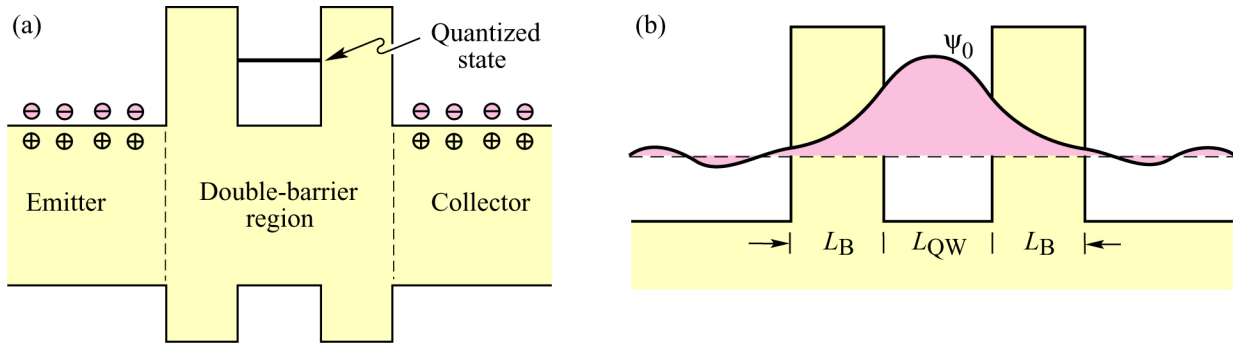 (a)
Quantized
state
⊖ ⊖ ⊖ ⊖
⊖ ⊖ ⊖ ⊖
⊕ ⊕ ⊕ ⊕
⊕ ⊕ ⊕ ⊕
Emitter
Double-barrier
region
Collector
(b)
ψ0
LB
LQW
LB